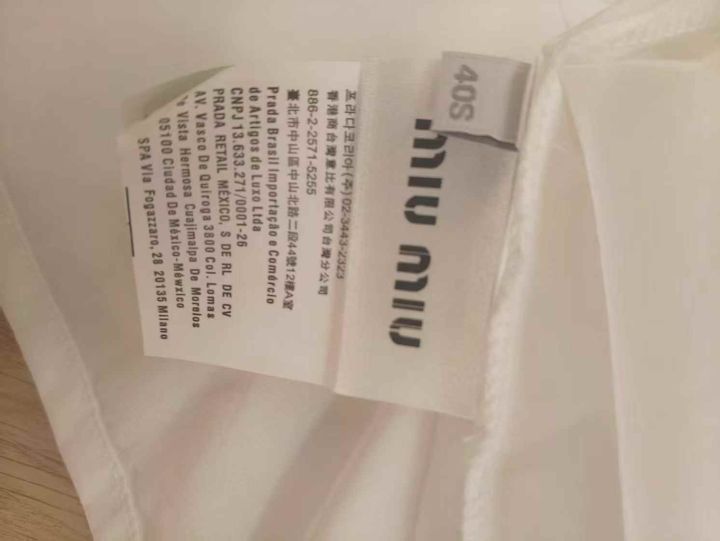 40S
miu miu
프라다코리아(주)02-3443-2323
香港商台灣意比有限公司台灣分公司
886-2-2571-5255
臺北市中山區中山北路二段44號12樓A室
Prada Brasil Importação e Comércio
de Artigos de Luxo Ltda
CNPJ 13.633.271/0001-26
PRADA RETAIL MÉXICO, S DE RL DE CV
AV. Vasco De Quiroga 3800 Col. Lomas
Vista Hermosa Cuajimalpa De Morelos
05100 Ciudad De México-Méwxico
SPA Via Fogazzaro, 28 20135 Milano